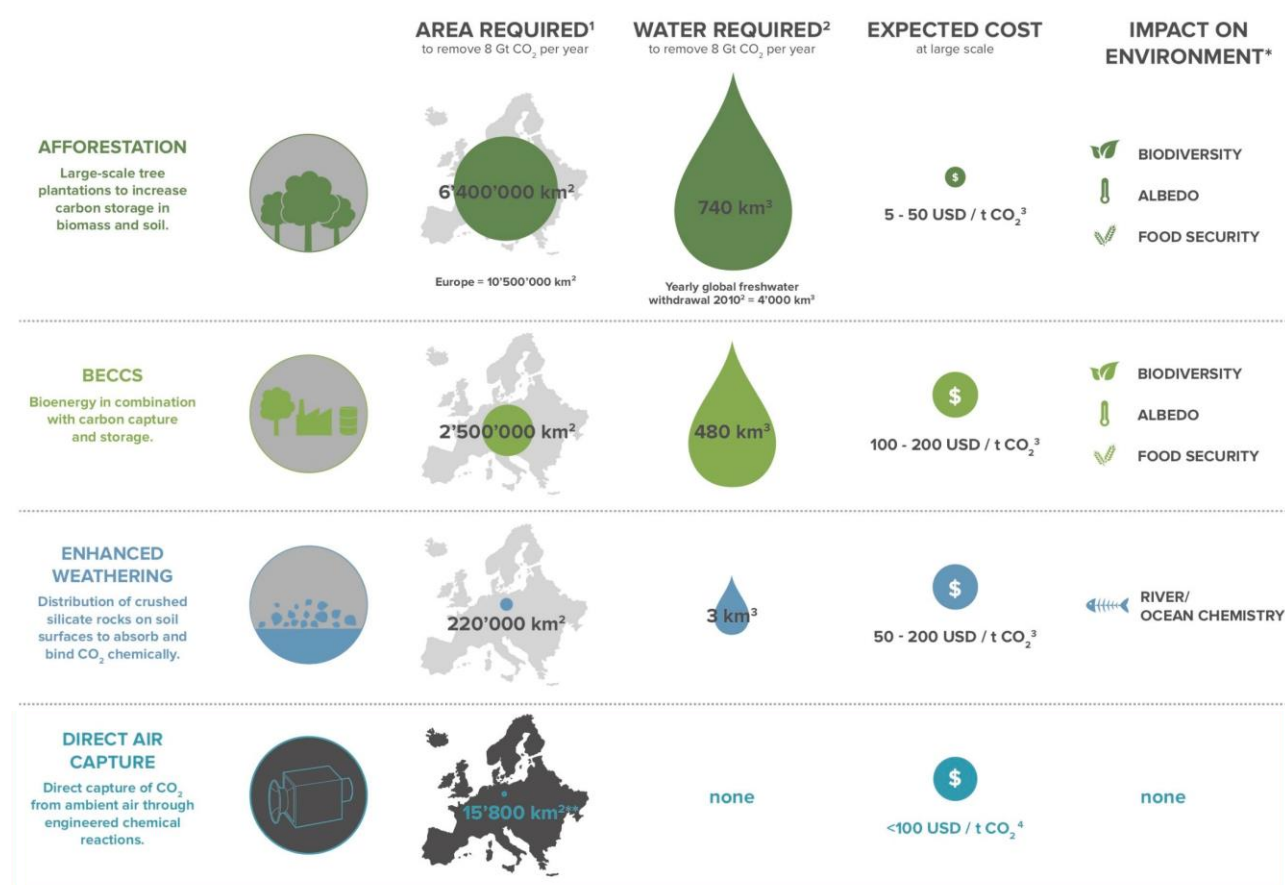 AREA REQUIRED¹
to remove 8 Gt CO₂ per year
WATER REQUIRED²
to remove 8 Gt CO₂ per year
EXPECTED COST
at large scale
IMPACT ON
ENVIRONMENT*
AFFORESTATION
Large-scale tree
plantations to increase
carbon storage in
biomass and soil.
6'400'000 km²
Europe = 10'500'000 km²
740 km³
Yearly global freshwater
withdrawal 2010² = 4'000 km³
$
5 - 50 USD / t CO₂³
BIODIVERSITY
ALBEDO
FOOD SECURITY
BECCS
Bioenergy in combination
with carbon capture
and storage.
2'500'000 km²
480 km³
$
100 - 200 USD / t CO₂³
BIODIVERSITY
ALBEDO
FOOD SECURITY
ENHANCED
WEATHERING
Distribution of crushed
silicate rocks on soil
surfaces to absorb and
bind CO₂ chemically.
220'000 km²
3 km³
$
50 - 200 USD / t CO₂³
RIVER/
OCEAN CHEMISTRY
DIRECT AIR
CAPTURE
Direct capture of CO₂
from ambient air through
engineered chemical
reactions.
15'800 km²**
none
$
<100 USD / t CO₂⁴
none